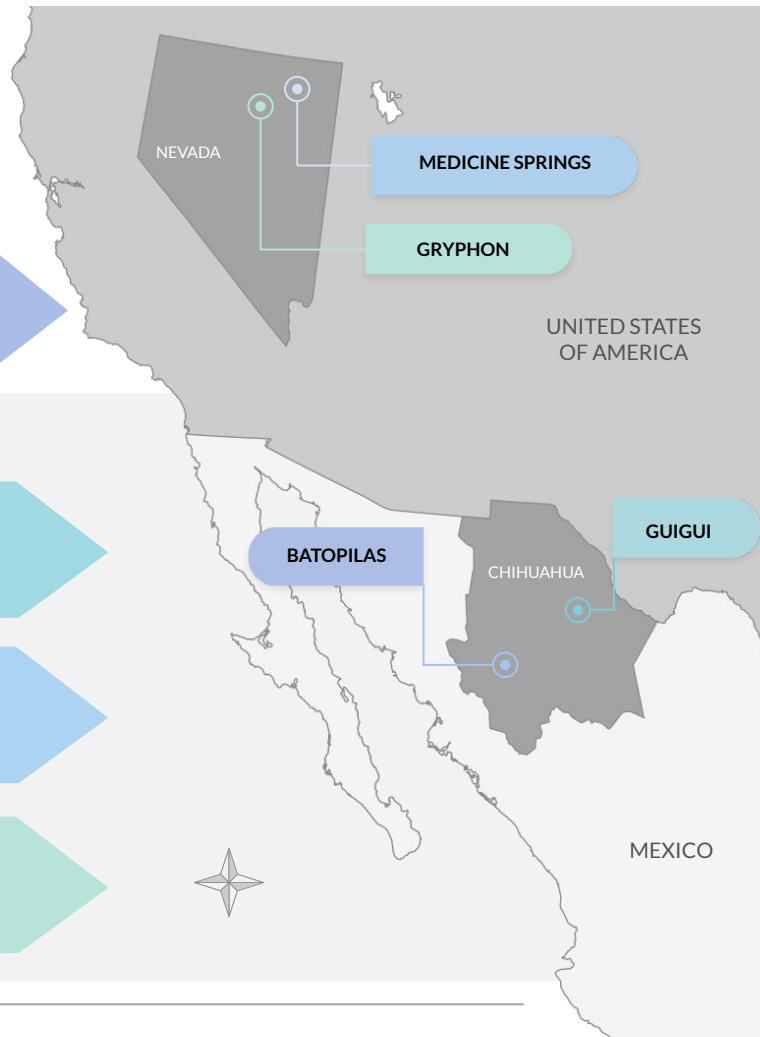 NEVADA
MEDICINE SPRINGS
GRYPHON
UNITED STATES
OF AMERICA
GUIGUI
BATOPILAS
CHIHUAHUA
MEXICO